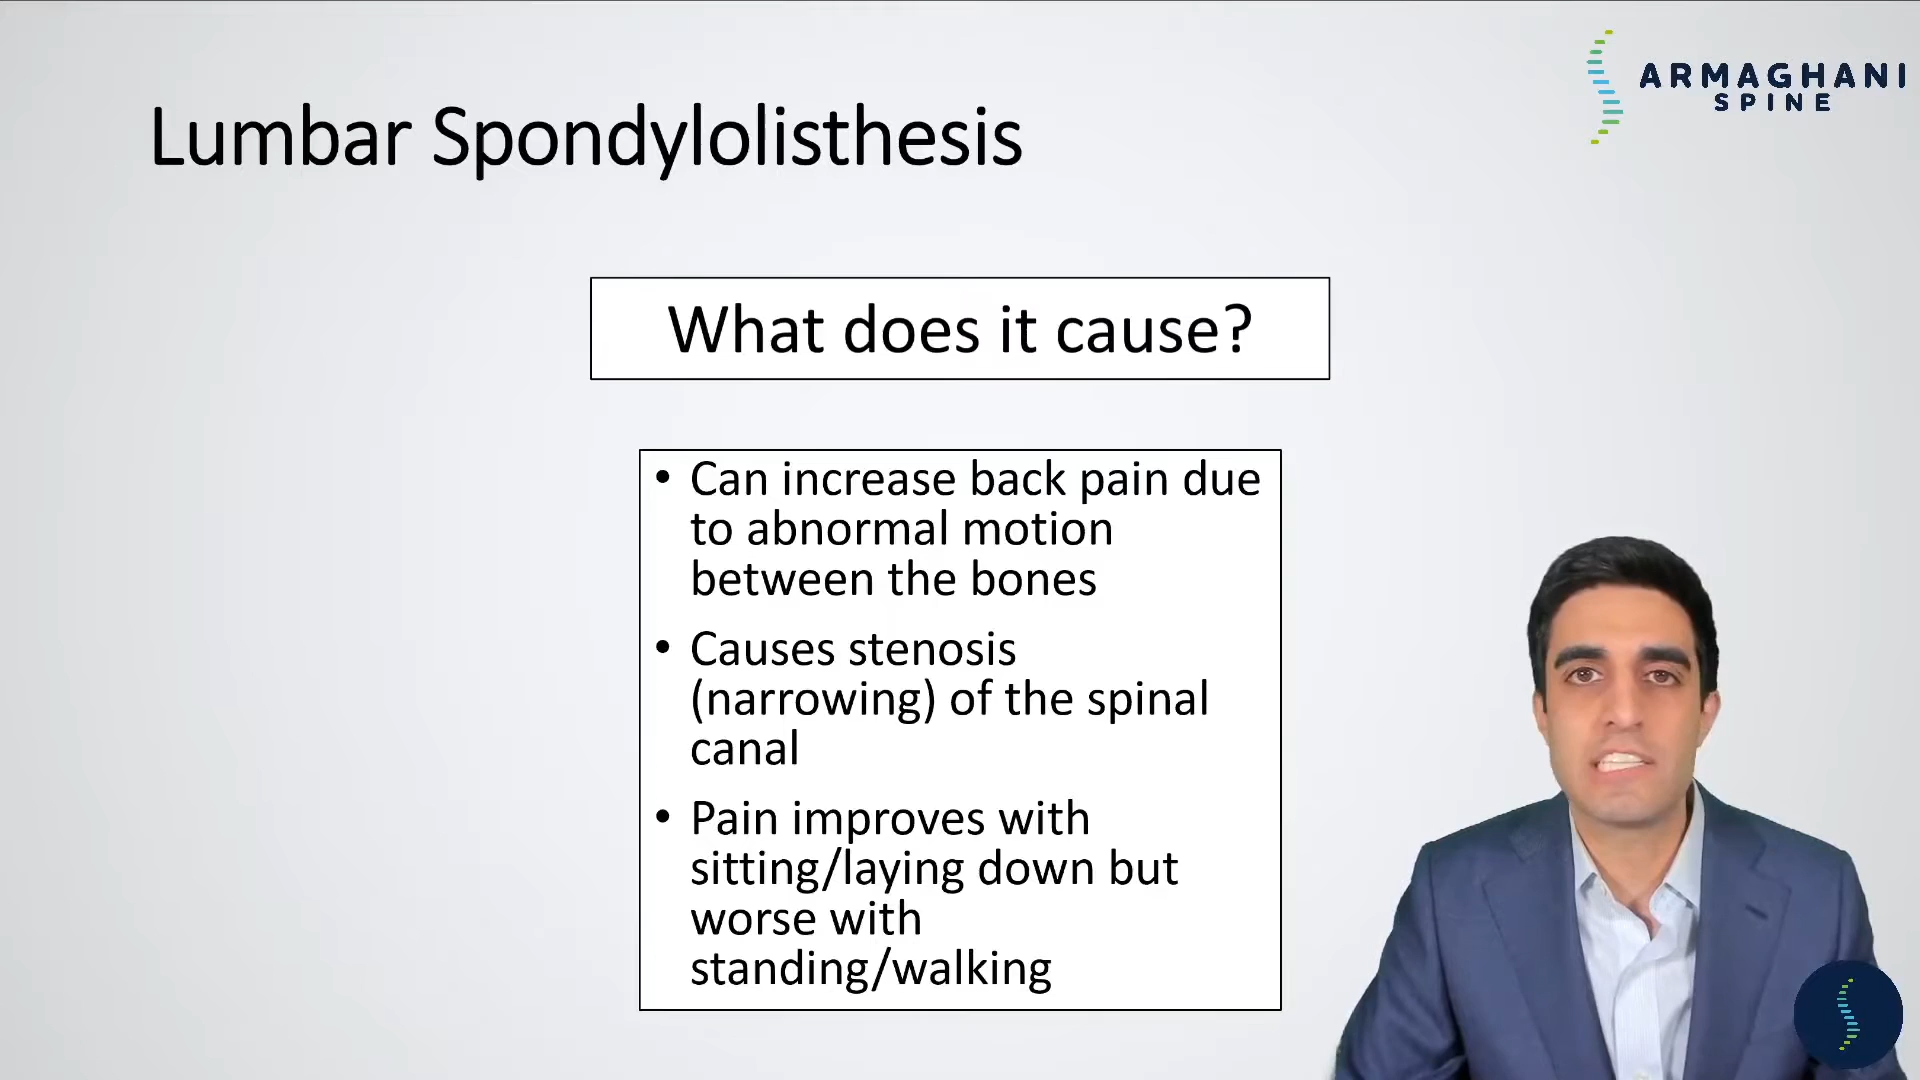 ARMAGHANI
SPINE
Lumbar Spondylolisthesis
What does it cause?
• Can increase back pain due
to abnormal motion
between the bones
• Causes stenosis
(narrowing) of the spinal
canal
• Pain improves with
sitting/laying down but
worse with
standing/walking